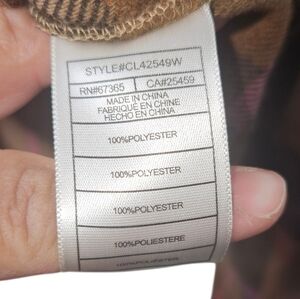 STYLE#CL42549W
RN#67365 CA#25459
MADE IN CHINA
FABRIQUÉ EN CHINE
HECHO EN CHINA
100%POLYESTER
100%POLYESTER
100%POLYESTER
100%POLIESTERE